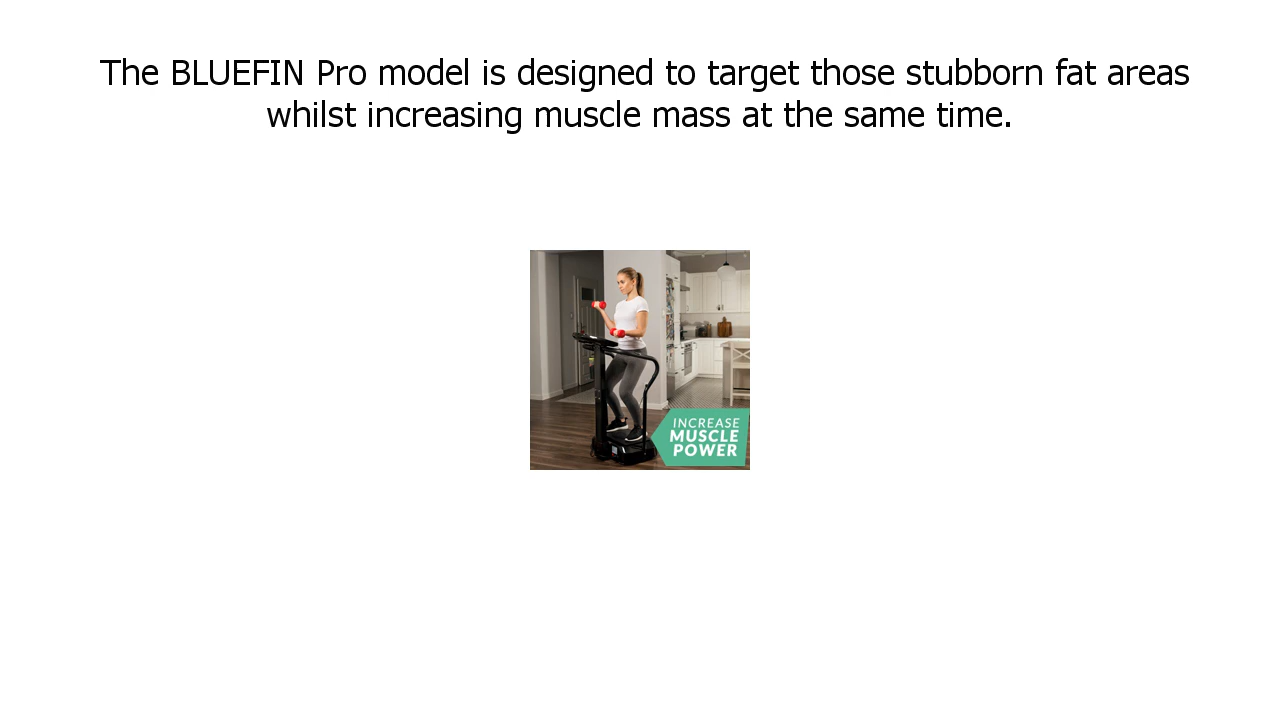 The BLUEFIN Pro model is designed to target those stubborn fat areas
whilst increasing muscle mass at the same time.
INCREASE
MUSCLE
POWER